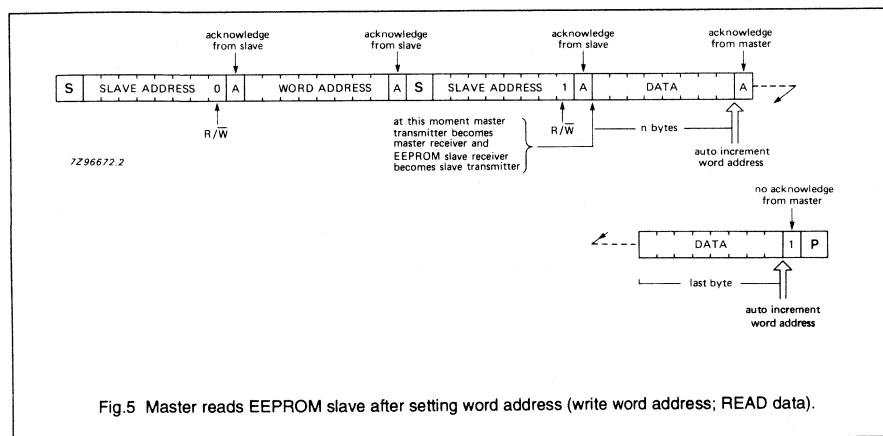 acknowledge from slave
acknowledge from slave
acknowledge from slave
acknowledge from master
S SLAVE ADDRESS 0 A WORD ADDRESS A S SLAVE ADDRESS 1 A DATA A
R/W̅
at this moment master
transmitter becomes
master receiver and
EEPROM slave receiver
becomes slave transmitter
R/W̅
n bytes
auto increment
word address
7Z96672.2
no acknowledge
from master
DATA 1 P
last byte
auto increment
word address
Fig.5 Master reads EEPROM slave after setting word address (write word address; READ data).